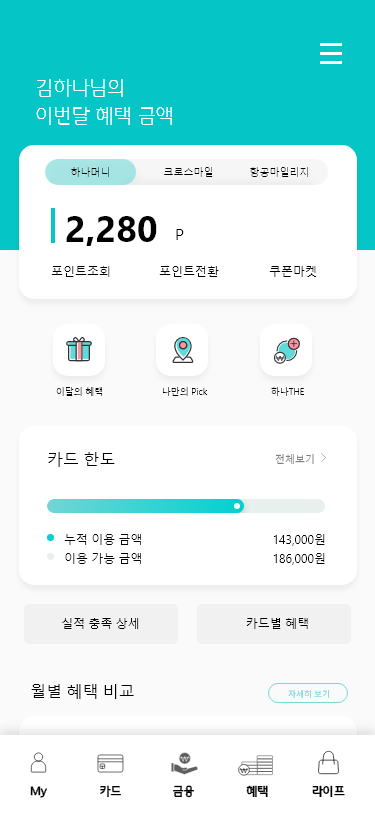 김하나님의
이번달 혜택 금액
하나머니 크로스마일 항공마일리지
2,280 P
포인트조회 포인트전환 쿠폰마켓
이달의 혜택 나만의 Pick 하나THE
카드 한도 전체보기
누적 이용 금액 143,000원
이용 가능 금액 186,000원
실적 충족 상세 카드별 혜택
월별 혜택 비교 자세히 보기
My 카드 금융 혜택 라이프